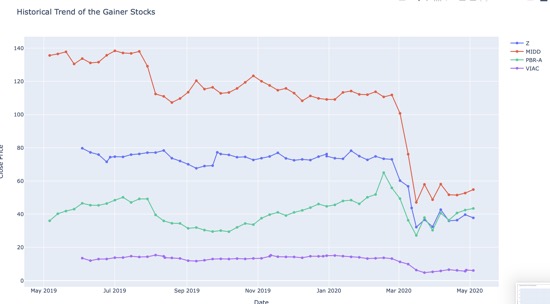 Historical Trend of the Gainer Stocks
Z
MIDD
PBR-A
VIAC
140
120
100
80
60
40
20
0
Close Price
May 2019
Jul 2019
Sep 2019
Nov 2019
Jan 2020
Mar 2020
May 2020
Date